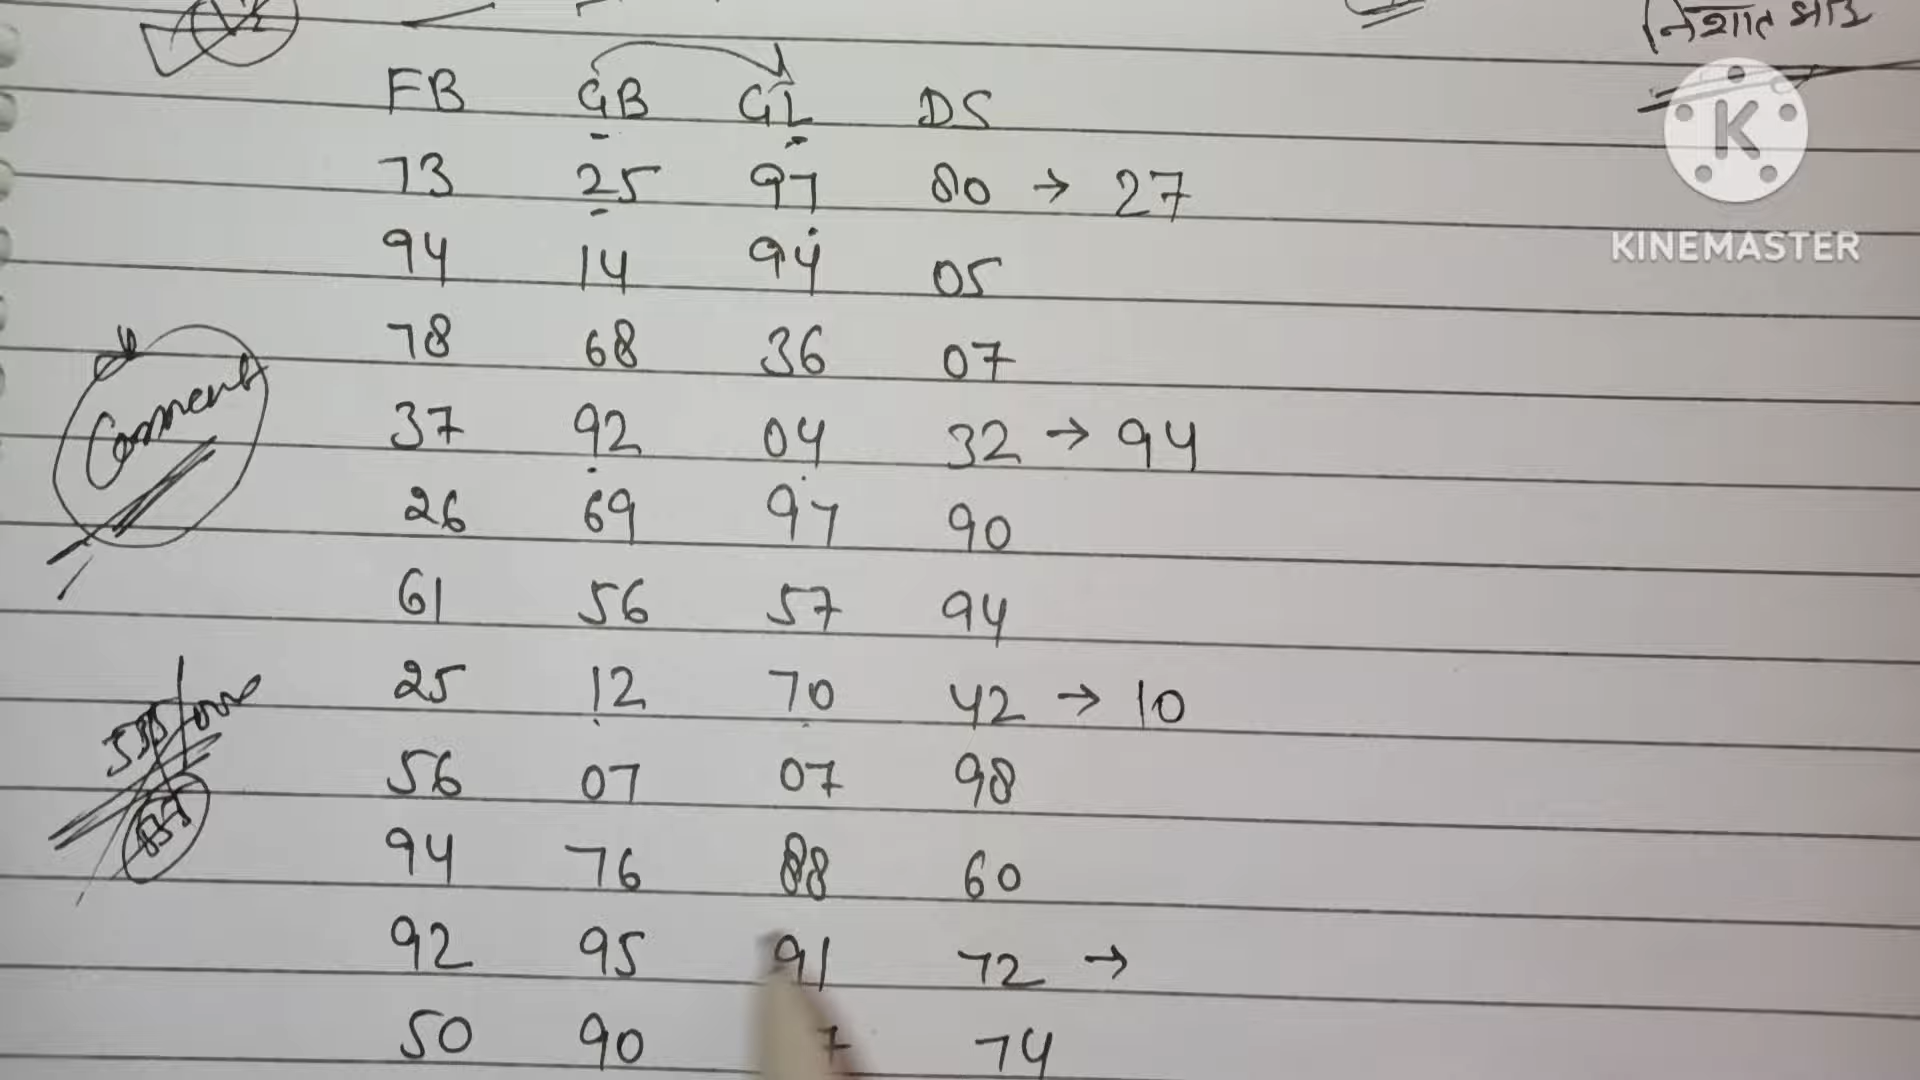 FB GB GL DS
73 25 97 80 → 27
94 14 94 05
78 68 36 07
37 92 04 32 → 94
26 69 97 90
61 56 57 94
25 12 70 42 → 10
56 07 07 98
94 76 88 60
92 95 91 72 →
50 90 7 74
Comment
KINEMASTER